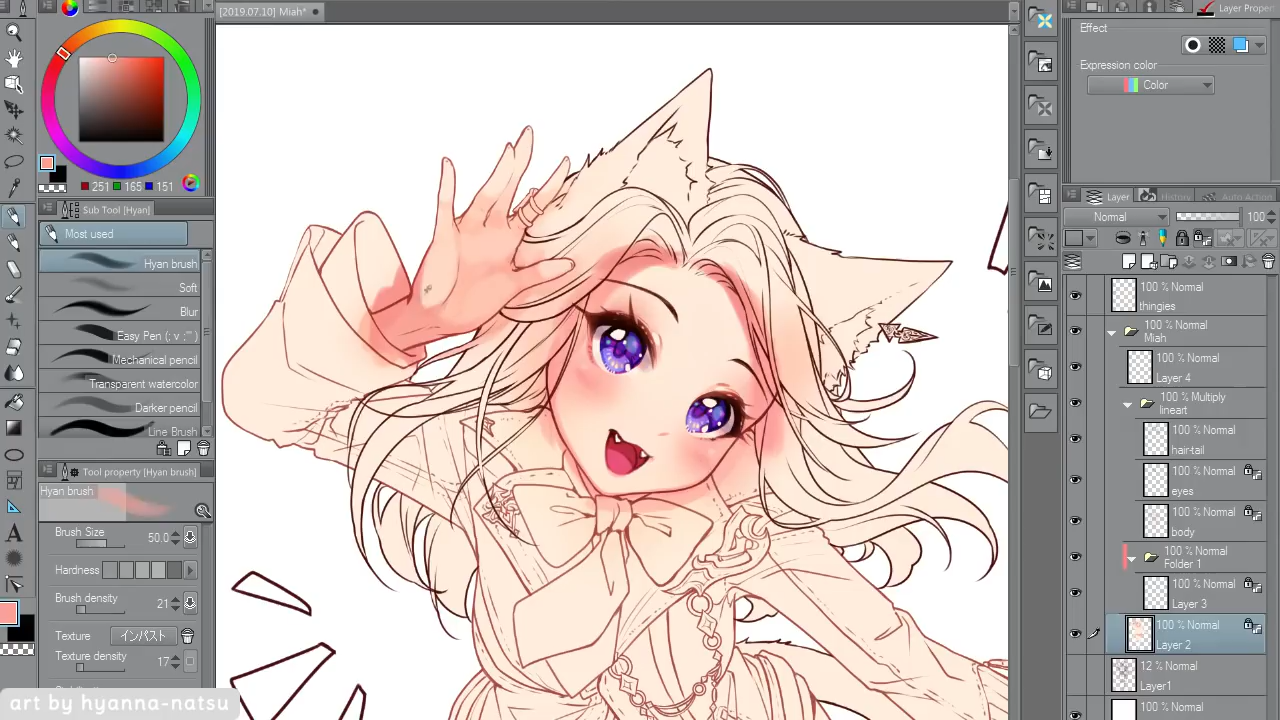 [2019.07.10] Miah*
Layer Proper
Effect
Expression color
Color
251 165 151
Sub Tool [Hyan]
Most used
Hyan brush
Soft
Blur
Easy Pen (; v ;'''')
Mechanical pencil
Transparent watercolor
Darker pencil
Line Brush
Tool property [Hyan brush]
Hyan brush
Brush Size 50.0
Hardness
Brush density 21
Texture インパスト
Texture density 17
art by hyanna-natsu
Layer History Auto Action
Normal 100
100 % Normal
thingies
100 % Normal
Miah
100 % Normal
Layer 4
100 % Multiply
lineart
100 % Normal
hair-tail
100 % Normal
eyes
100 % Normal
body
100 % Normal
Folder 1
100 % Normal
Layer 3
100 % Normal
Layer 2
12 % Normal
Layer1
100 % Normal